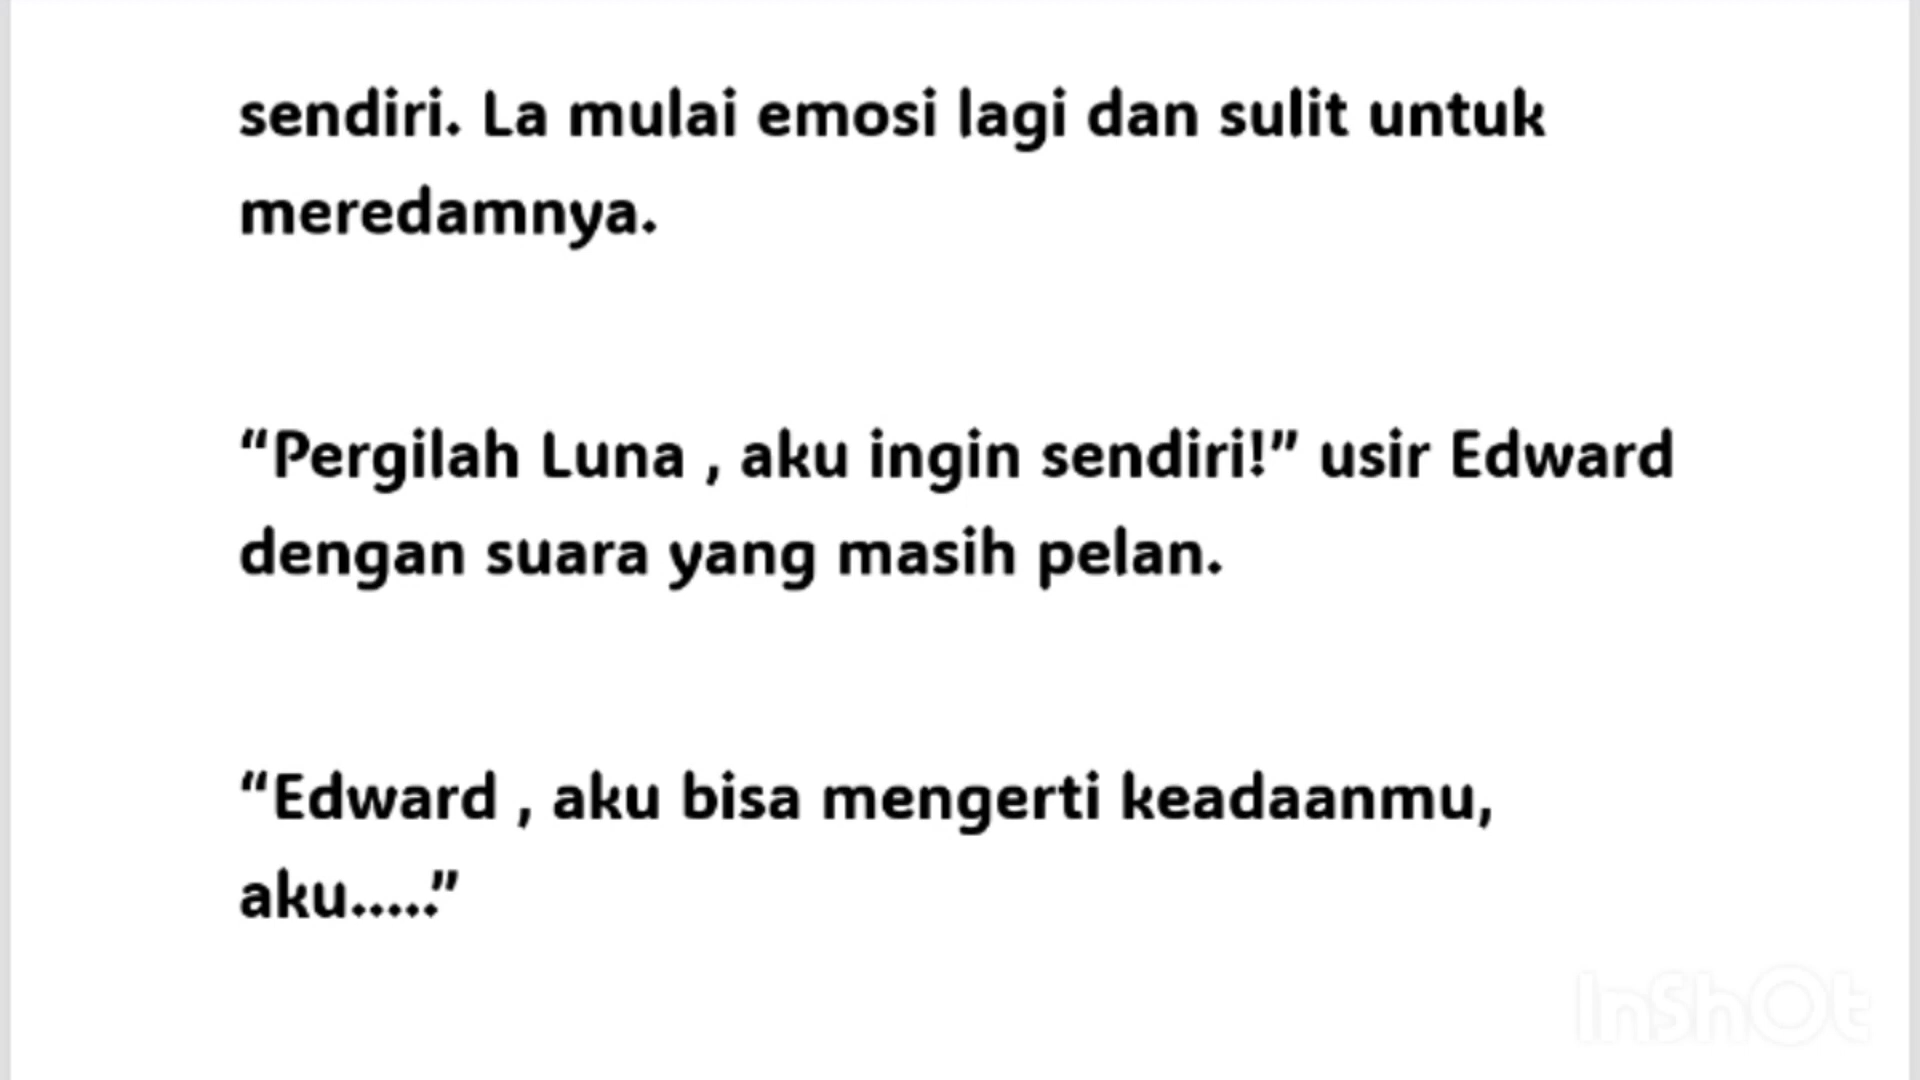 sendiri. La mulai emosi lagi dan sulit untuk
meredamnya.
“Pergilah Luna , aku ingin sendiri!” usir Edward
dengan suara yang masih pelan.
“Edward , aku bisa mengerti keadaanmu,
aku.....”
InShOt